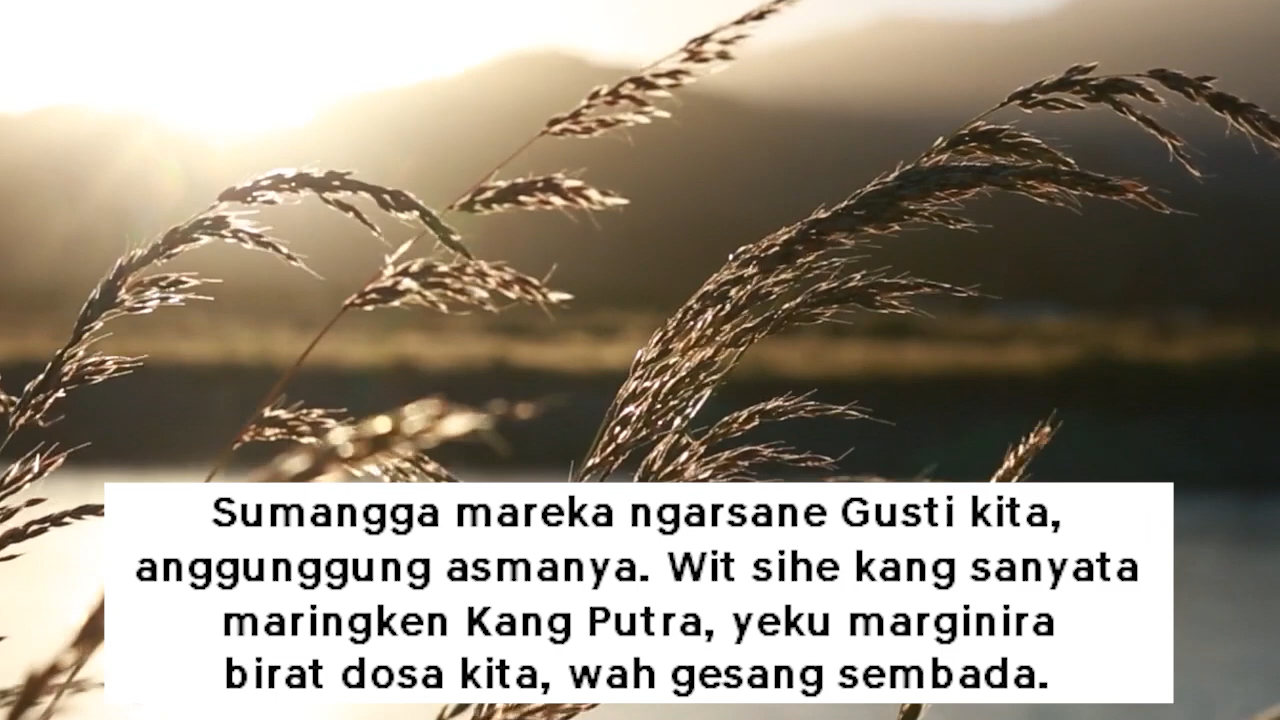 Sumangga mareka ngarsane Gusti kita,
anggunggung asmanya. Wit sihe kang sanyata
maringken Kang Putra, yeku marginira
birat dosa kita, wah gesang sembada.